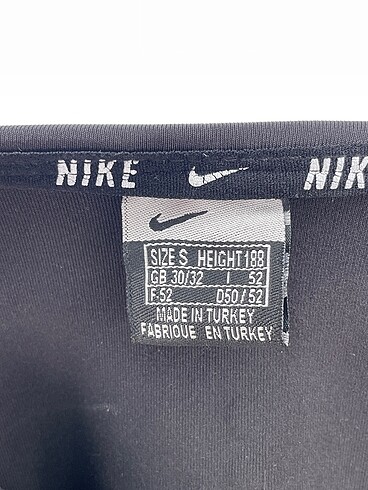 NIKE NIK
SIZE S HEIGHT 188
GB 30/32 I 52
F 52 D50 / 52
MADE IN TURKEY
FABRIQUE EN TURKEY